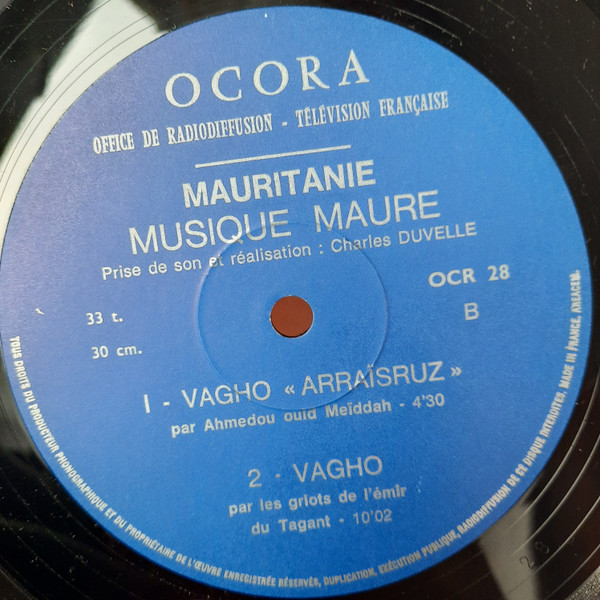 OCORA
OFFICE DE RADIODIFFUSION - TÉLÉVISION FRANÇAISE
MAURITANIE
MUSIQUE MAURE
Prise de son et réalisation : Charles DUVELLE
OCR 28
33 t.
B
30 cm.
I - VAGHO « ARRAÏSRUZ »
par Ahmedou ould Meïddah - 4'30
2 - VAGHO
par les griots de l'émir
du Tagant - 10'02
TOUS DROITS DU PRODUCTEUR PHONOGRAPHIQUE ET DU PROPRIÉTAIRE DE L'ŒUVRE ENREGISTRÉE RÉSERVÉS, DUPLICATION, EXÉCUTION PUBLIQUE, RADIODIFFUSION DE CE DISQUE INTERDITES, MADE IN FRANCE, AREACEM.